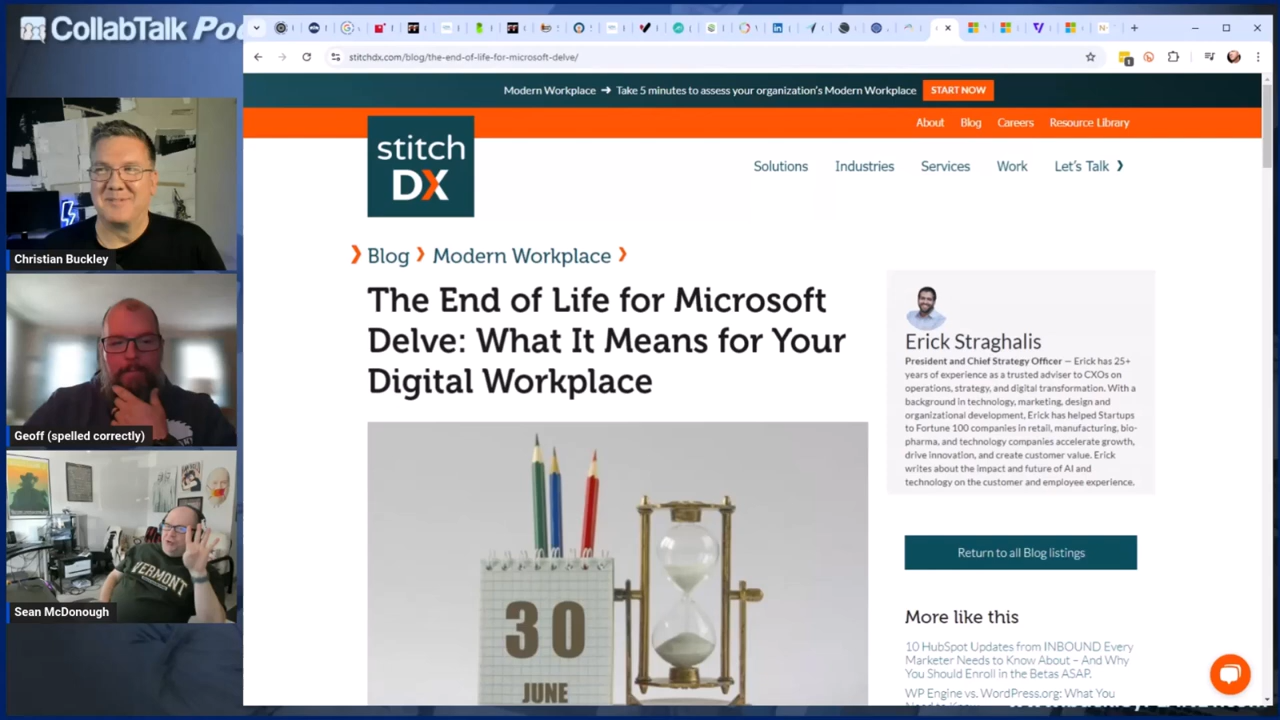 CollabTalk Po
stitchdx.com/blog/the-end-of-life-for-microsoft-delve/
1
Modern Workplace ➔ Take 5 minutes to assess your organization's Modern Workplace
START NOW
About
Blog
Careers
Resource Library
stitch
DX
Solutions
Industries
Services
Work
Let's Talk ❯
❯ Blog ❯ Modern Workplace ❯
The End of Life for Microsoft
Delve: What It Means for Your
Digital Workplace
30
JUNE
Erick Straghalis
President and Chief Strategy Officer — Erick has 25+
years of experience as a trusted adviser to CXOs on
operations, strategy, and digital transformation. With a
background in technology, marketing, design and
organizational development, Erick has helped Startups
to Fortune 100 companies in retail, manufacturing, bio-
pharma, and technology companies accelerate growth,
drive innovation, and create customer value. Erick
writes about the impact and future of AI and
technology on the customer and employee experience.
Return to all Blog listings
More like this
10 HubSpot Updates from INBOUND Every
Marketer Needs to Know About – And Why
You Should Enroll in the Betas ASAP.
WP Engine vs. WordPress.org: What You
Christian Buckley
Geoff (spelled correctly)
VERMONT
Sean McDonough